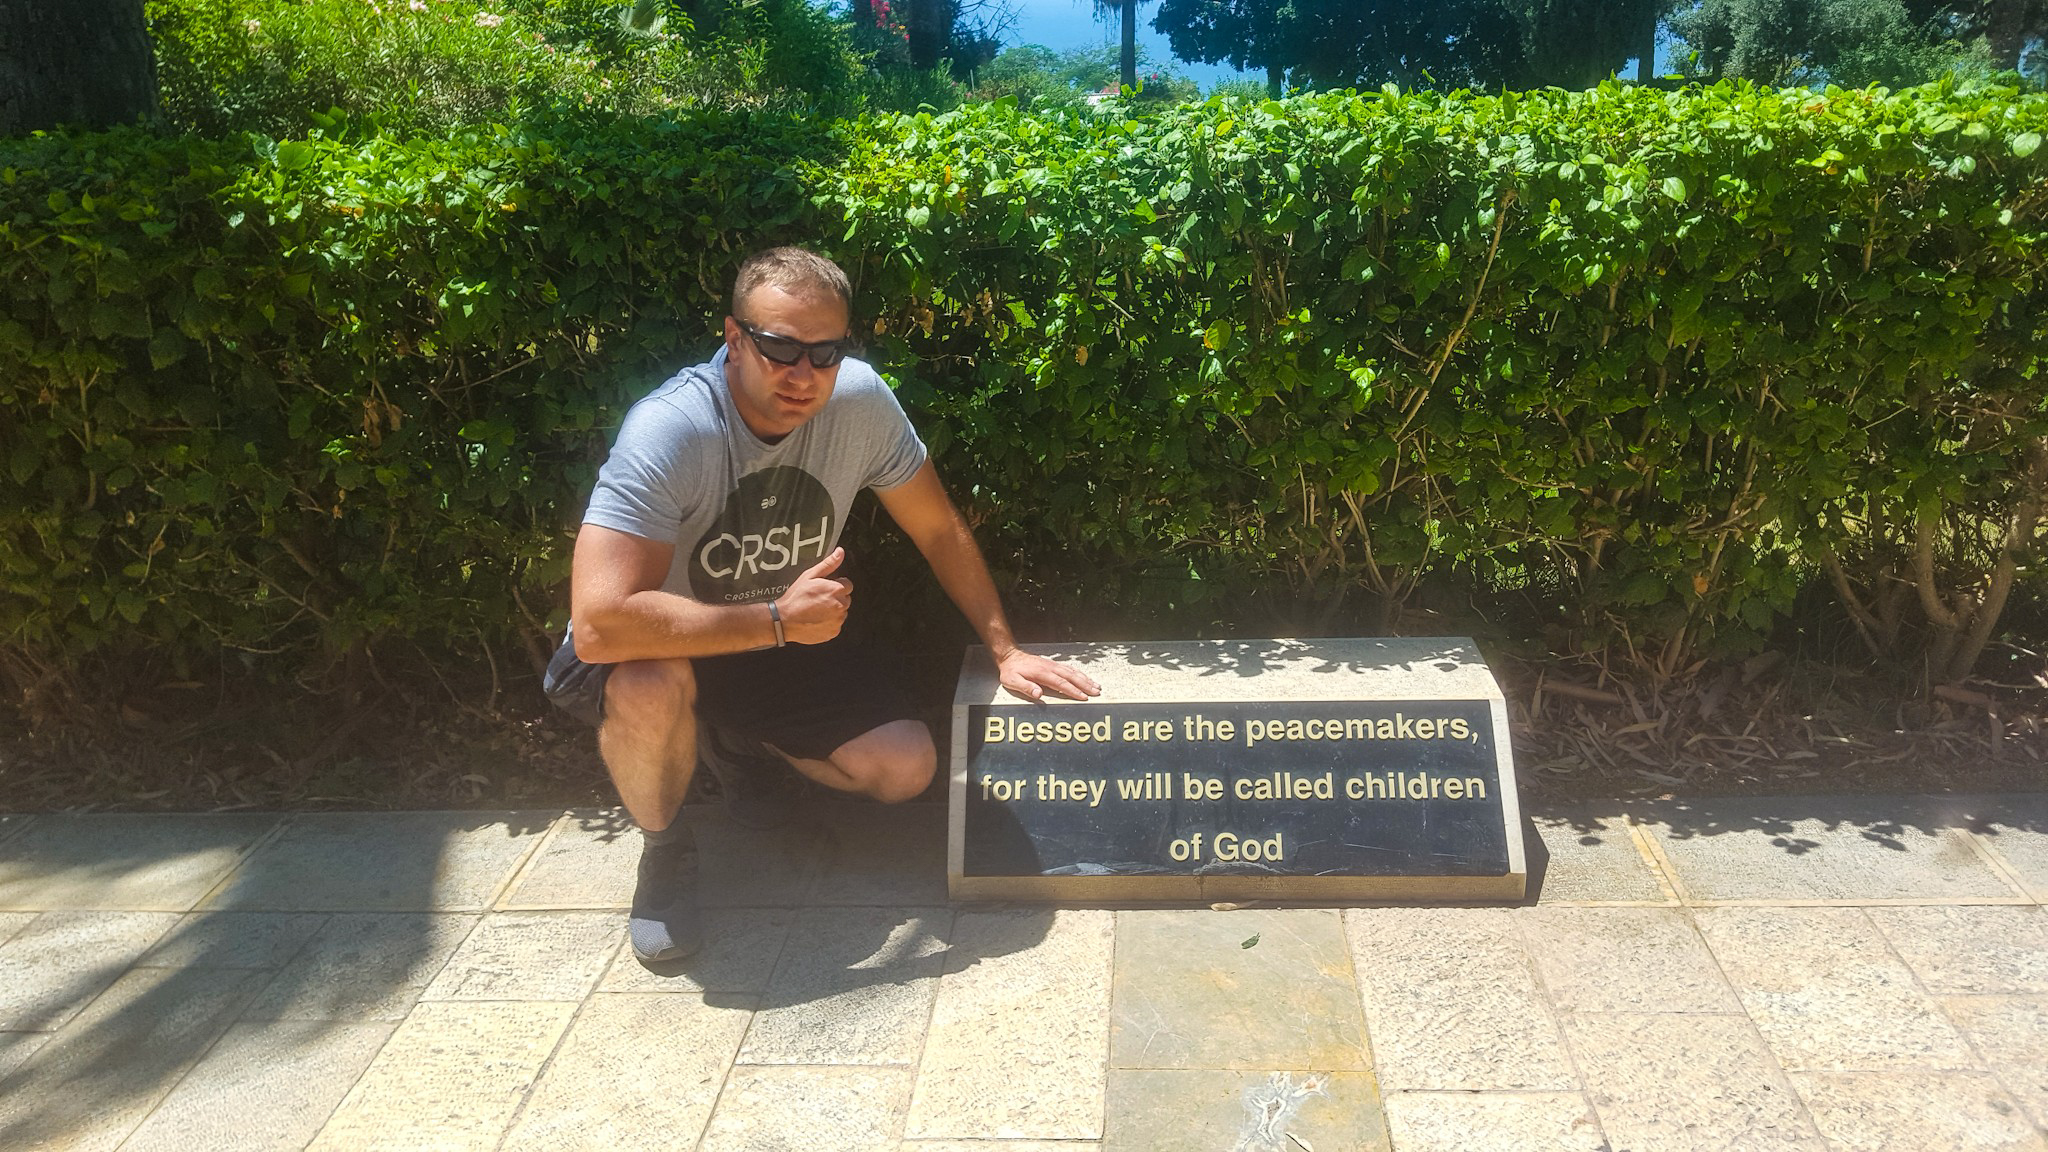 CRSH
CROSSHATCH
Blessed are the peacemakers,
for they will be called children
of God